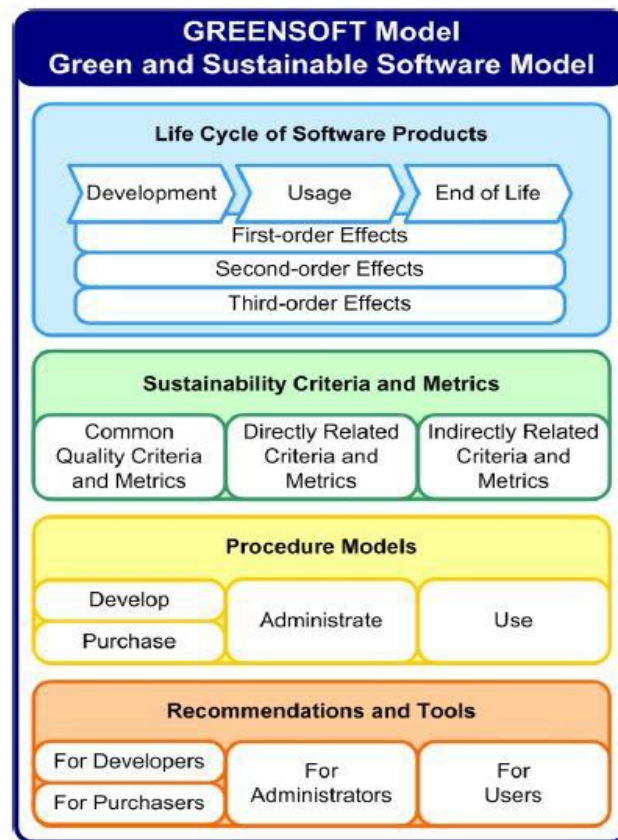 GREENSOFT Model
Green and Sustainable Software Model
Life Cycle of Software Products
Development
Usage
End of Life
First-order Effects
Second-order Effects
Third-order Effects
Sustainability Criteria and Metrics
Common
Quality Criteria
and Metrics
Directly Related
Criteria and
Metrics
Indirectly Related
Criteria and
Metrics
Procedure Models
Develop
Purchase
Administrate
Use
Recommendations and Tools
For Developers
For Purchasers
For
Administrators
For
Users